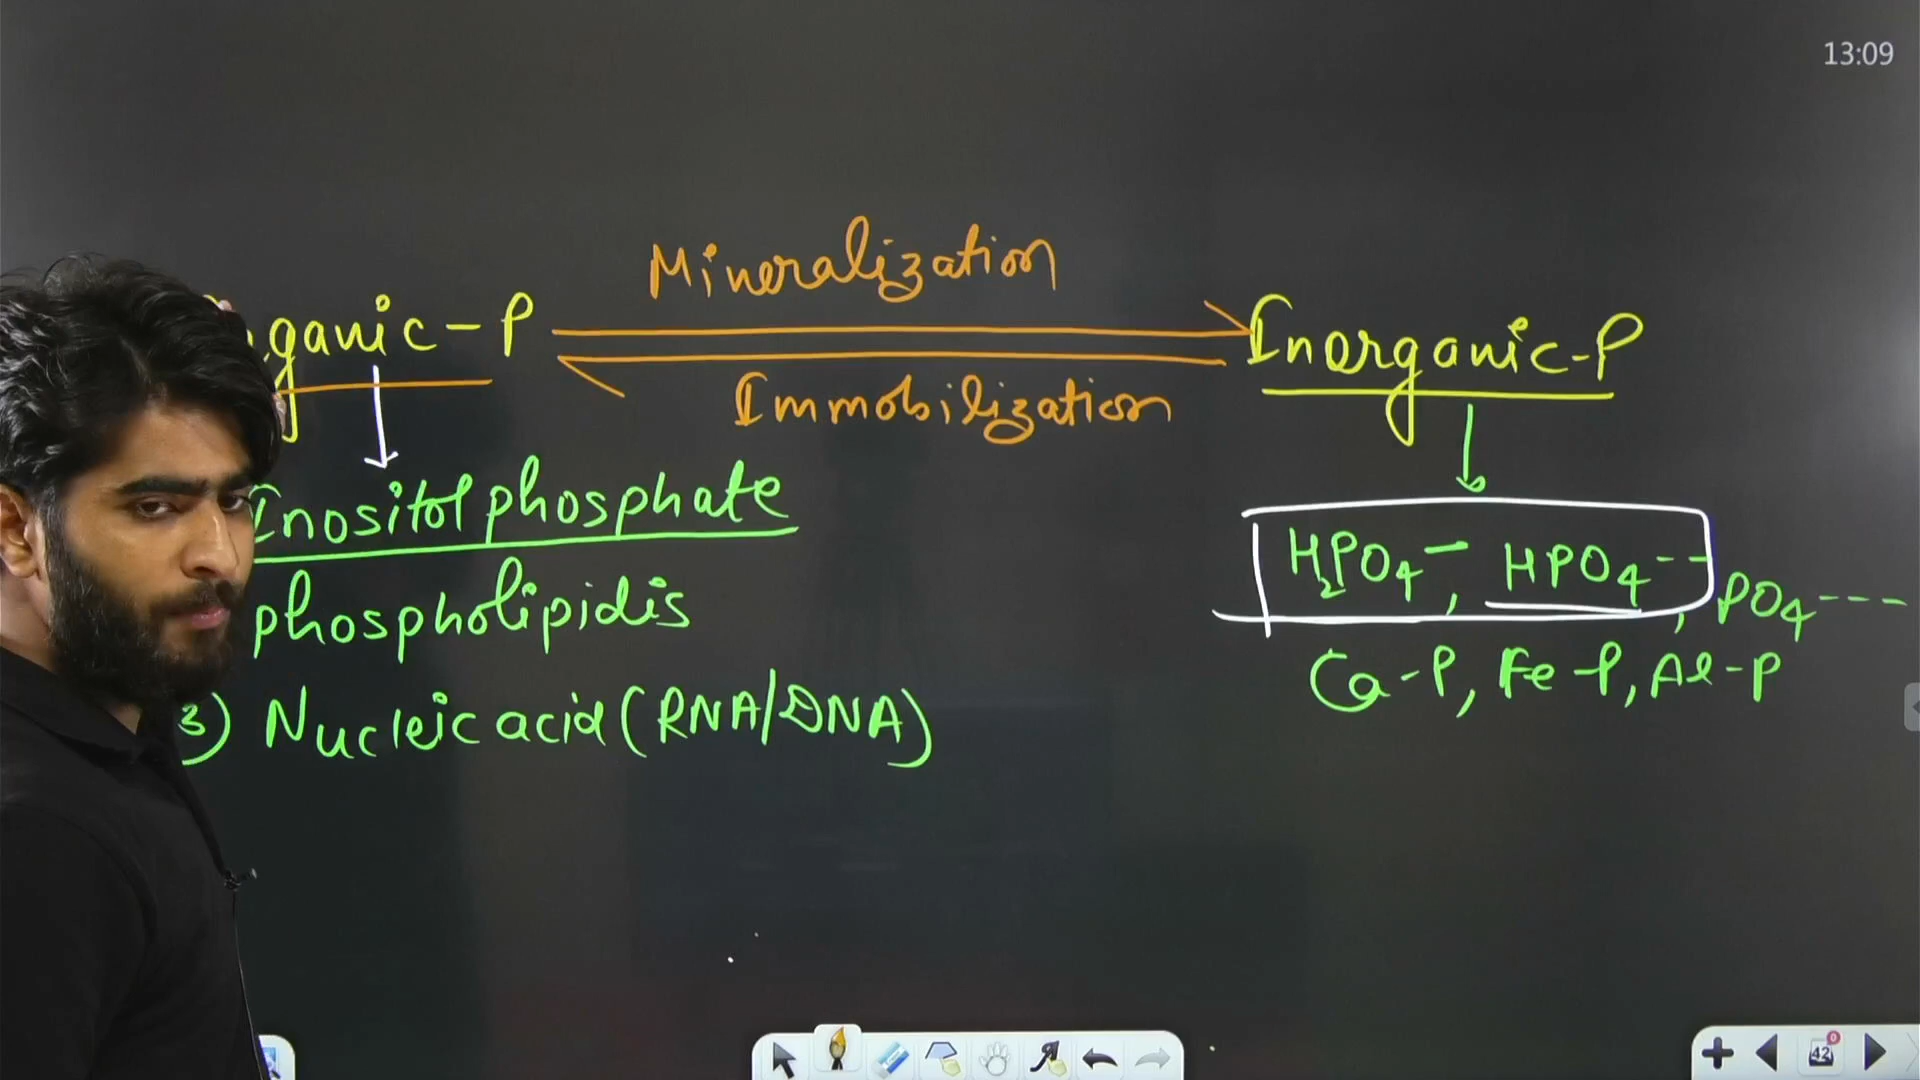 13:09
Mineralization
ganic-P Inorganic-P
Immobilization
Inositol phosphate
H2PO4-, HPO4--, PO4---
phospholipidis
Ca-P, Fe-P, Al-P
3) Nucleic acid (RNA/DNA)
42
0